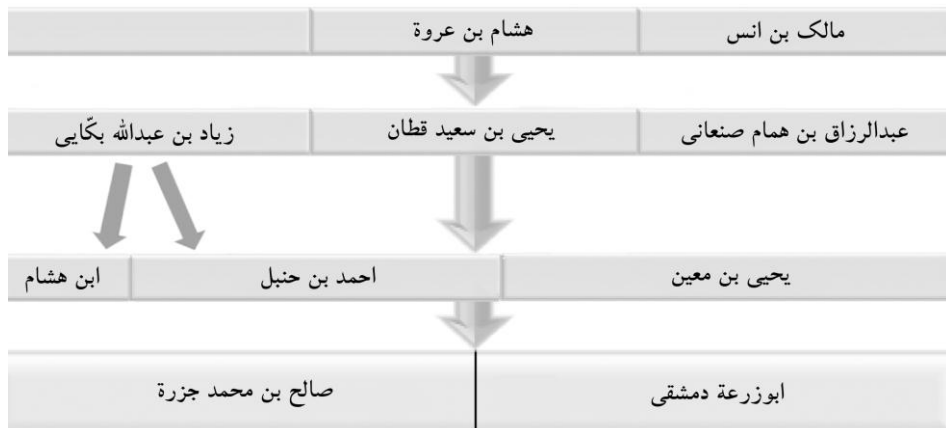 مالک بن انس
هشام بن عروة
عبدالرزاق بن همام صنعانی
یحیی بن سعید قطان
زیاد بن عبدالله بکّایی
یحیی بن معین
احمد بن حنبل
ابن هشام
ابوزرعة دمشقی
صالح بن محمد جزرة